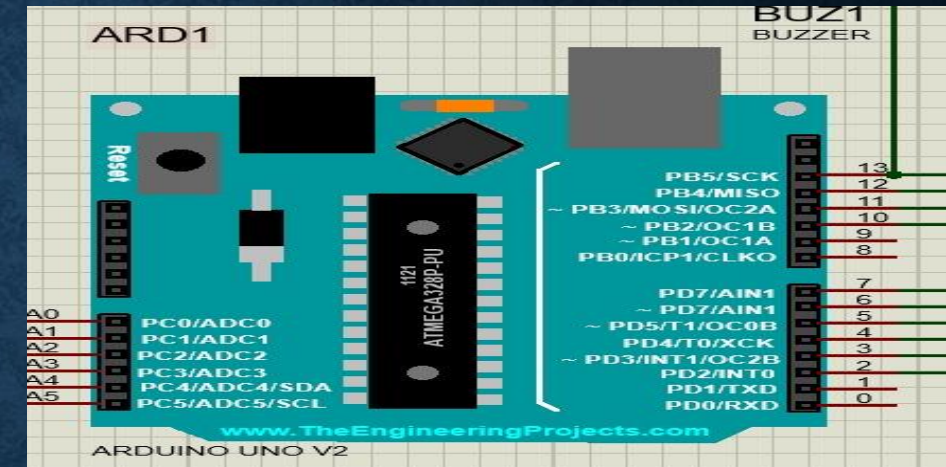 BUZ1
BUZZER
ARD1
Reset
1121
ATMEGA328P-PU
PB5/SCK 13
PB4/MISO 12
~ PB3/MOSI/OC2A 11
~ PB2/OC1B 10
~ PB1/OC1A 9
PB0/ICP1/CLKO 8
PD7/AIN1 7
~ PD7/AIN1 6
~ PD5/T1/OC0B 5
PD4/T0/XCK 4
~ PD3/INT1/OC2B 3
PD2/INT0 2
PD1/TXD 1
PD0/RXD 0
A0 PC0/ADC0
A1 PC1/ADC1
A2 PC2/ADC2
A3 PC3/ADC3
A4 PC4/ADC4/SDA
A5 PC5/ADC5/SCL
www.TheEngineeringProjects.com
ARDUINO UNO V2